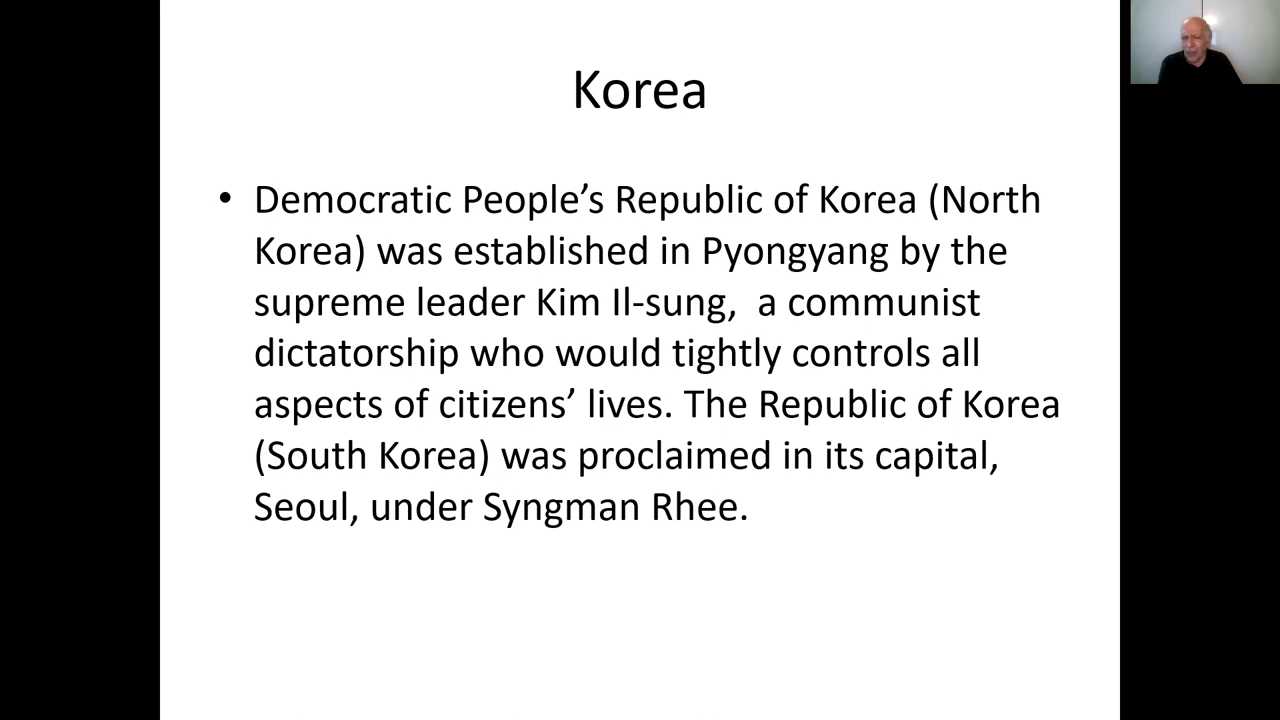 Korea
• Democratic People’s Republic of Korea (North
Korea) was established in Pyongyang by the
supreme leader Kim Il-sung,  a communist
dictatorship who would tightly controls all
aspects of citizens’ lives. The Republic of Korea
(South Korea) was proclaimed in its capital,
Seoul, under Syngman Rhee.